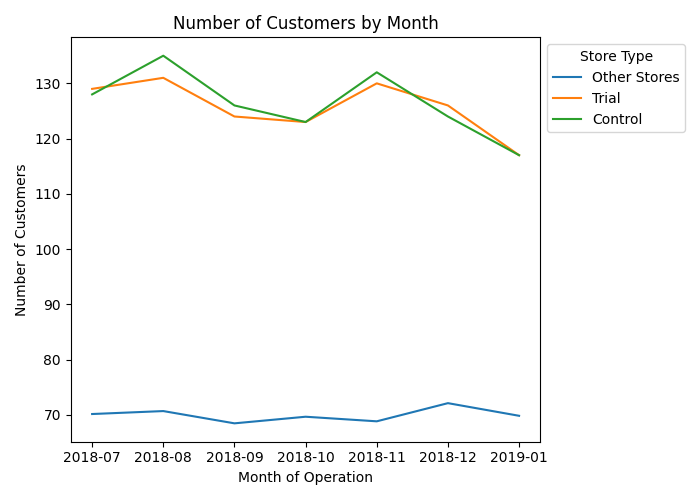 Number of Customers by Month
Store Type
Other Stores
Trial
Control
Number of Customers
130
120
110
100
90
80
70
2018-07 2018-08 2018-09 2018-10 2018-11 2018-12 2019-01
Month of Operation